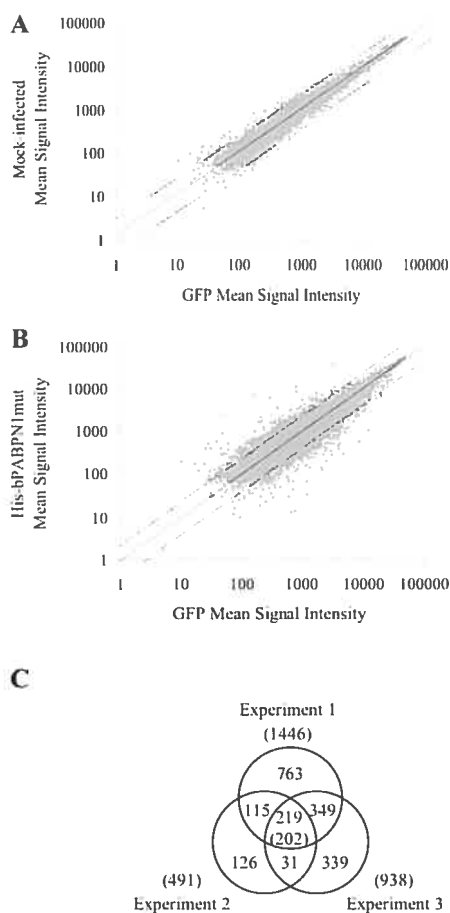 A
100000
10000
1000
100
10
1
Mock-infected
Mean Signal Intensity
1 10 100 1000 10000 100000
GFP Mean Signal Intensity
B
100000
10000
1000
100
10
1
His-bPABPN1mut
Mean Signal Intensity
1 10 100 1000 10000 100000
GFP Mean Signal Intensity
C
Experiment 1
(1446)
763
115 219 349
(202)
126 31 339
(491) (938)
Experiment 2 Experiment 3